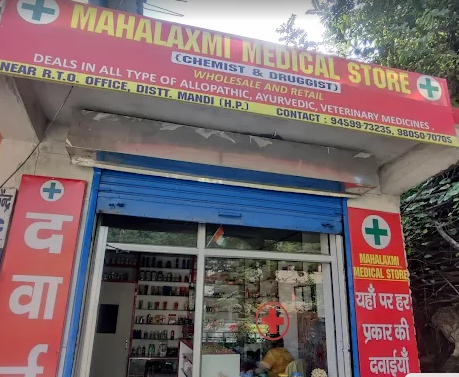 MAHALAXMI MEDICAL STORE
(CHEMIST & DRUGGIST)
WHOLESALE AND RETAIL
DEALS IN ALL TYPE OF ALLOPATHIC, AYURVEDIC, VETERINARY MEDICINES
NEAR R.T.O. OFFICE, DISTT. MANDI (H.P.) CONTACT : 94599-73235, 98050-70705
द
वा
MAHALAXMI
MEDICAL STORE
यहाँ पर हर
प्रकार की
दवाईयाँ